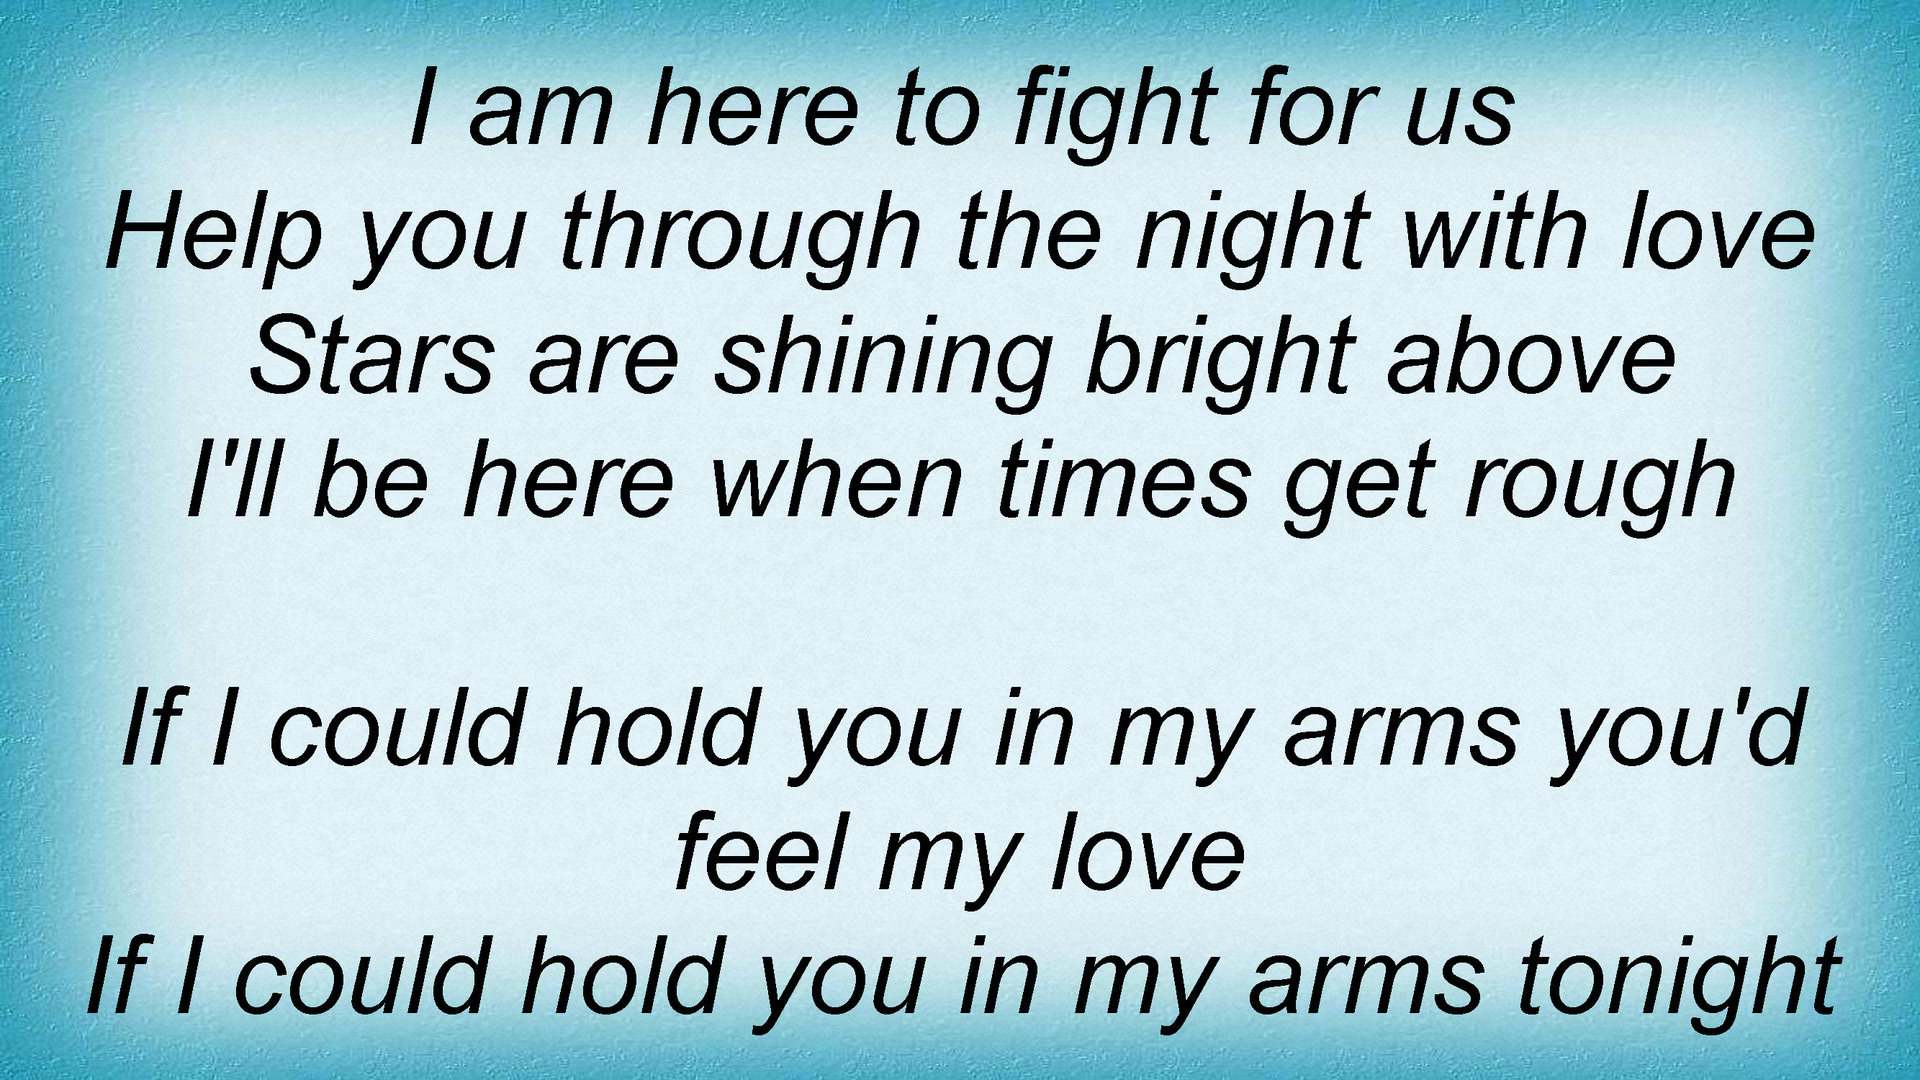 I am here to fight for us
Help you through the night with love
Stars are shining bright above
I'll be here when times get rough
If I could hold you in my arms you'd
feel my love
If I could hold you in my arms tonight